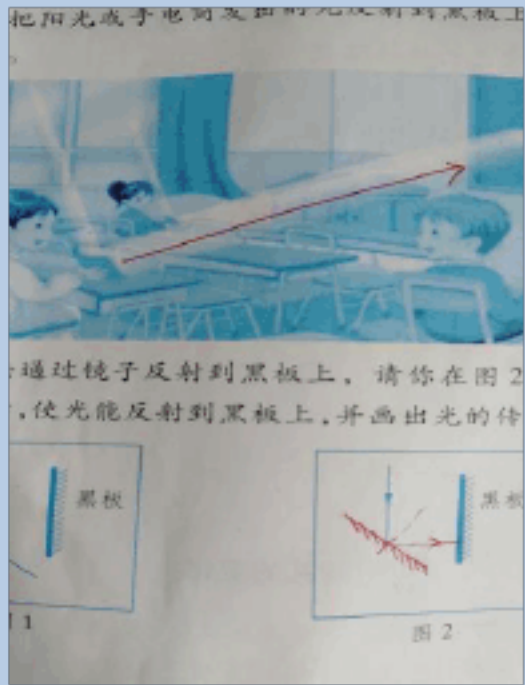 把阳光或手电筒发出的光反射到黑板上
通过镜子反射到黑板上，请你在图2
，使光能反射到黑板上，并画出光的传
黑板
黑板
图1
图2